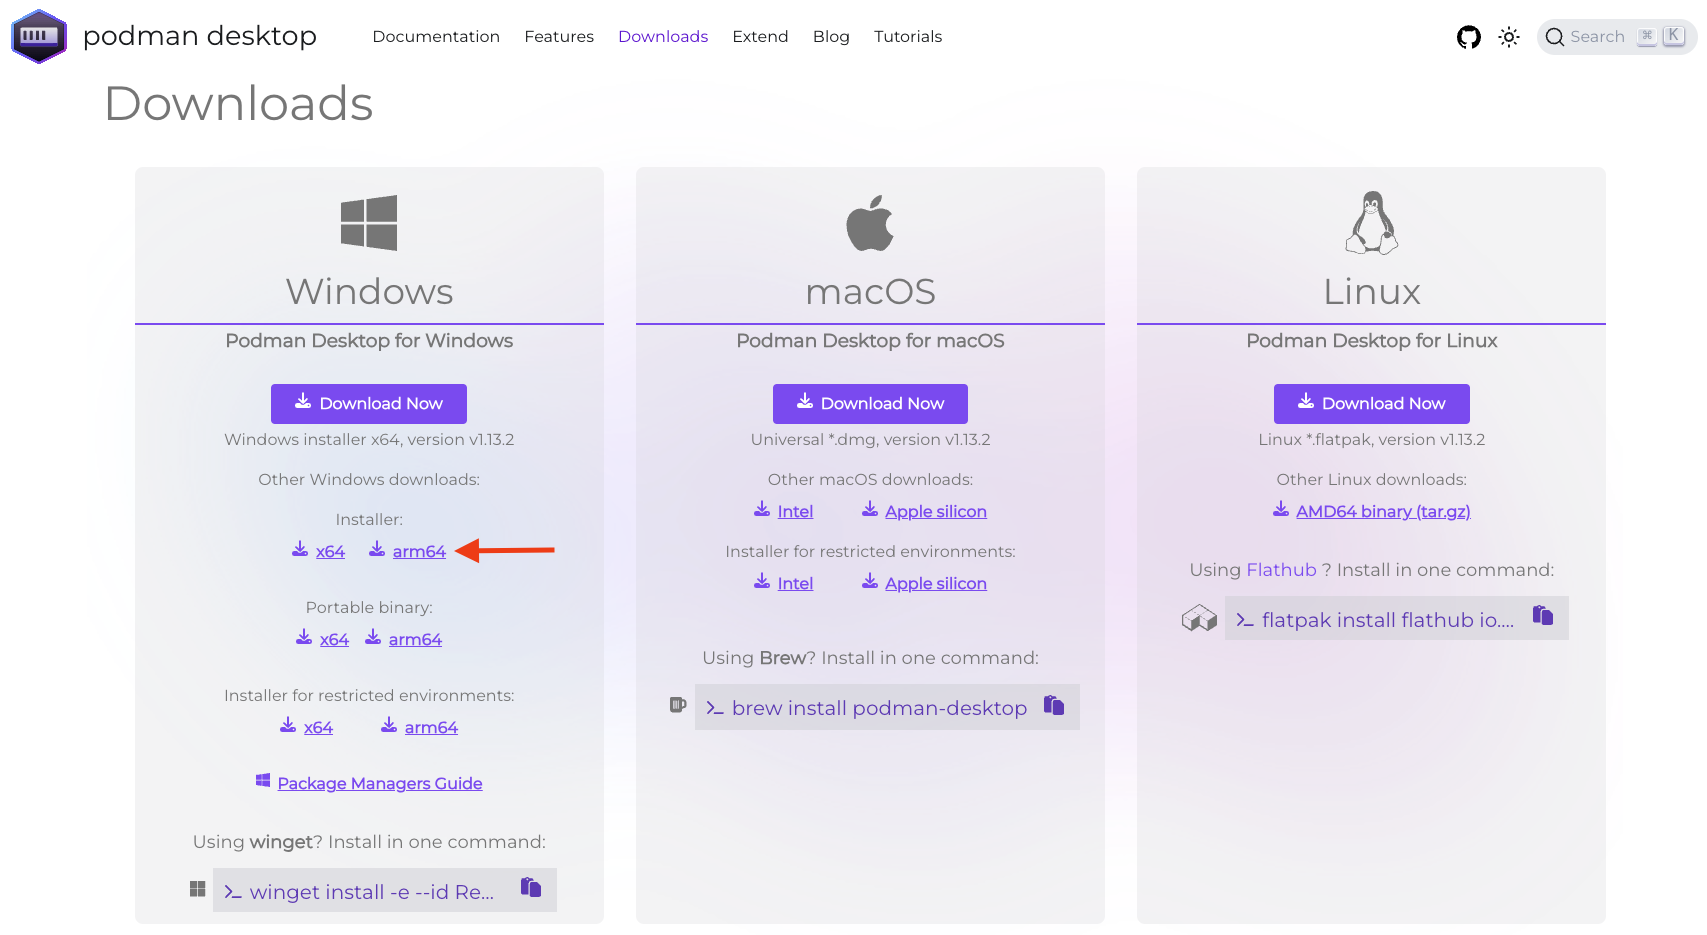 podman desktop Documentation Features Downloads Extend Blog Tutorials Search ⌘ K
Downloads
Windows
Podman Desktop for Windows
Download Now
Windows installer x64, version v1.13.2
Other Windows downloads:
Installer:
x64 arm64
Portable binary:
x64 arm64
Installer for restricted environments:
x64 arm64
Package Managers Guide
Using winget? Install in one command:
winget install -e --id Re...
macOS
Podman Desktop for macOS
Download Now
Universal *.dmg, version v1.13.2
Other macOS downloads:
Intel Apple silicon
Installer for restricted environments:
Intel Apple silicon
Using Brew? Install in one command:
brew install podman-desktop
Linux
Podman Desktop for Linux
Download Now
Linux *.flatpak, version v1.13.2
Other Linux downloads:
AMD64 binary (tar.gz)
Using Flathub ? Install in one command:
flatpak install flathub io....